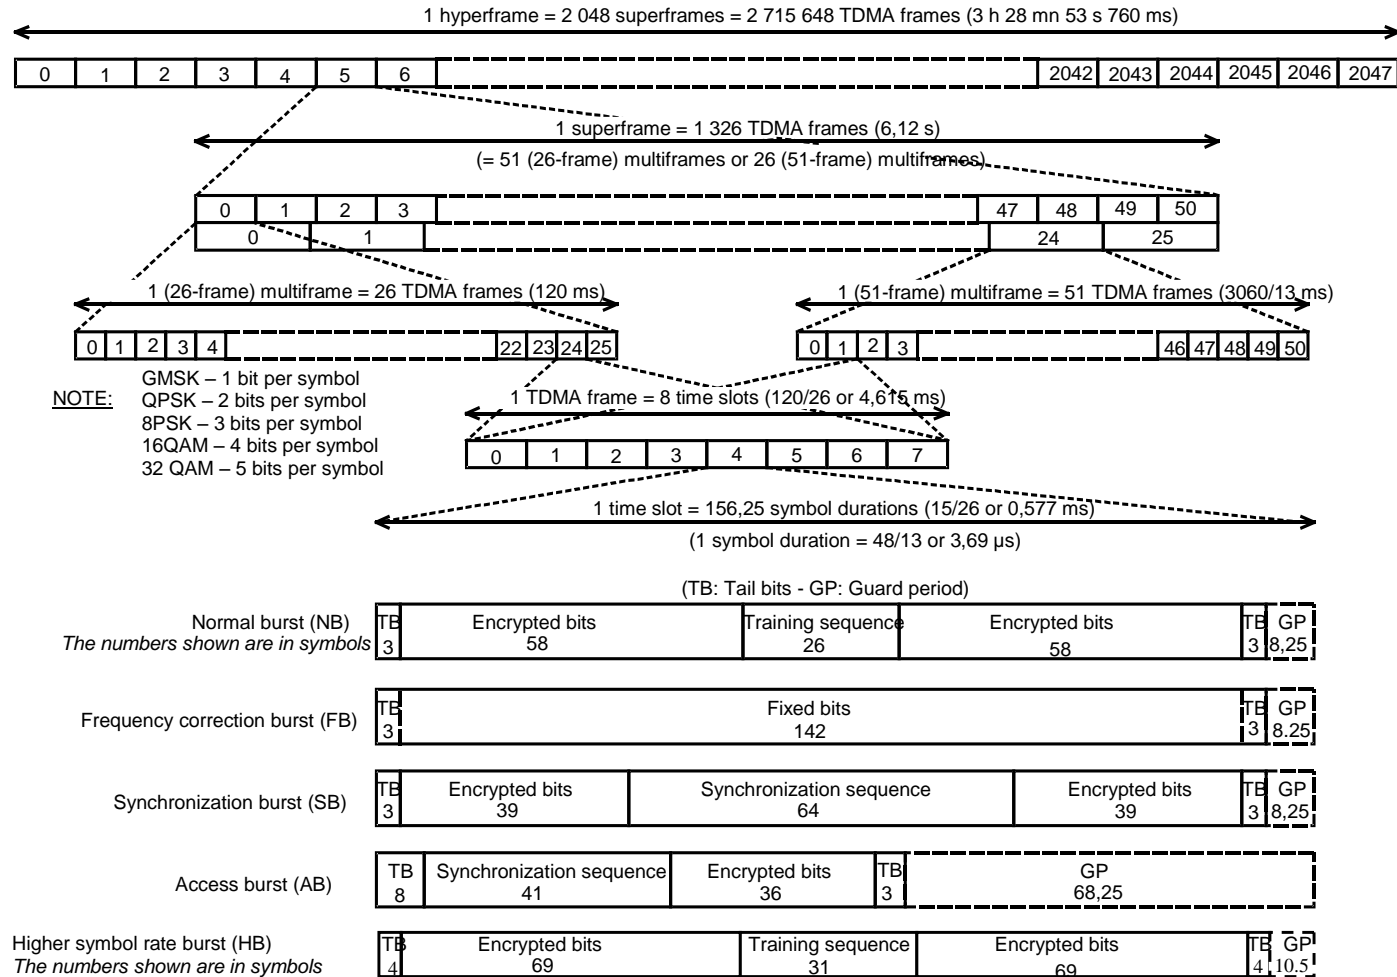 1 hyperframe = 2 048 superframes = 2 715 648 TDMA frames (3 h 28 mn 53 s 760 ms)
0 1 2 3 4 5 6 2042 2043 2044 2045 2046 2047
1 superframe = 1 326 TDMA frames (6,12 s)
(= 51 (26-frame) multiframes or 26 (51-frame) multiframes)
0 1 2 3 47 48 49 50
0 1 24 25
1 (26-frame) multiframe = 26 TDMA frames (120 ms)
1 (51-frame) multiframe = 51 TDMA frames (3060/13 ms)
0 1 2 3 4 22 23 24 25
0 1 2 3 46 47 48 49 50
NOTE:
GMSK – 1 bit per symbol
QPSK – 2 bits per symbol
8PSK – 3 bits per symbol
16QAM – 4 bits per symbol
32 QAM – 5 bits per symbol
1 TDMA frame = 8 time slots (120/26 or 4,615 ms)
0 1 2 3 4 5 6 7
1 time slot = 156,25 symbol durations (15/26 or 0,577 ms)
(1 symbol duration = 48/13 or 3,69 µs)
(TB: Tail bits - GP: Guard period)
Normal burst (NB)
The numbers shown are in symbols
TB Encrypted bits Training sequence Encrypted bits TB GP
3 58 26 58 3 8,25
Frequency correction burst (FB)
TB Fixed bits TB GP
3 142 3 8.25
Synchronization burst (SB)
TB Encrypted bits Synchronization sequence Encrypted bits TB GP
3 39 64 39 3 8,25
Access burst (AB)
TB Synchronization sequence Encrypted bits TB GP
8 41 36 3 68,25
Higher symbol rate burst (HB)
The numbers shown are in symbols
TB Encrypted bits Training sequence Encrypted bits TB GP
4 69 31 69 4 10.5